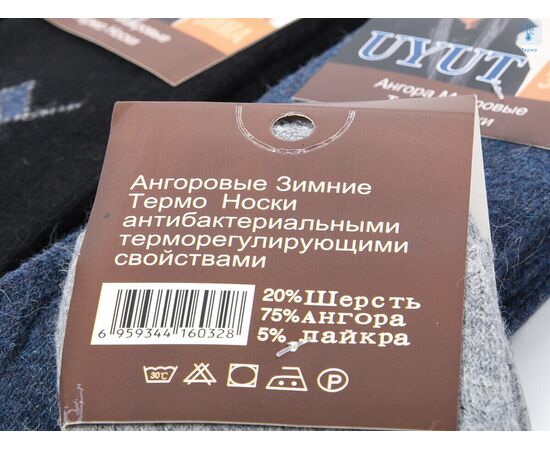 UYUT
Термо
Ангора
Ангоровые Зимние
Термо Носки
антибактериальными
терморегулирующими
свойствами
20%Шерсть
75%Ангора
5% лайкра
6 959344 160328
30°C
P